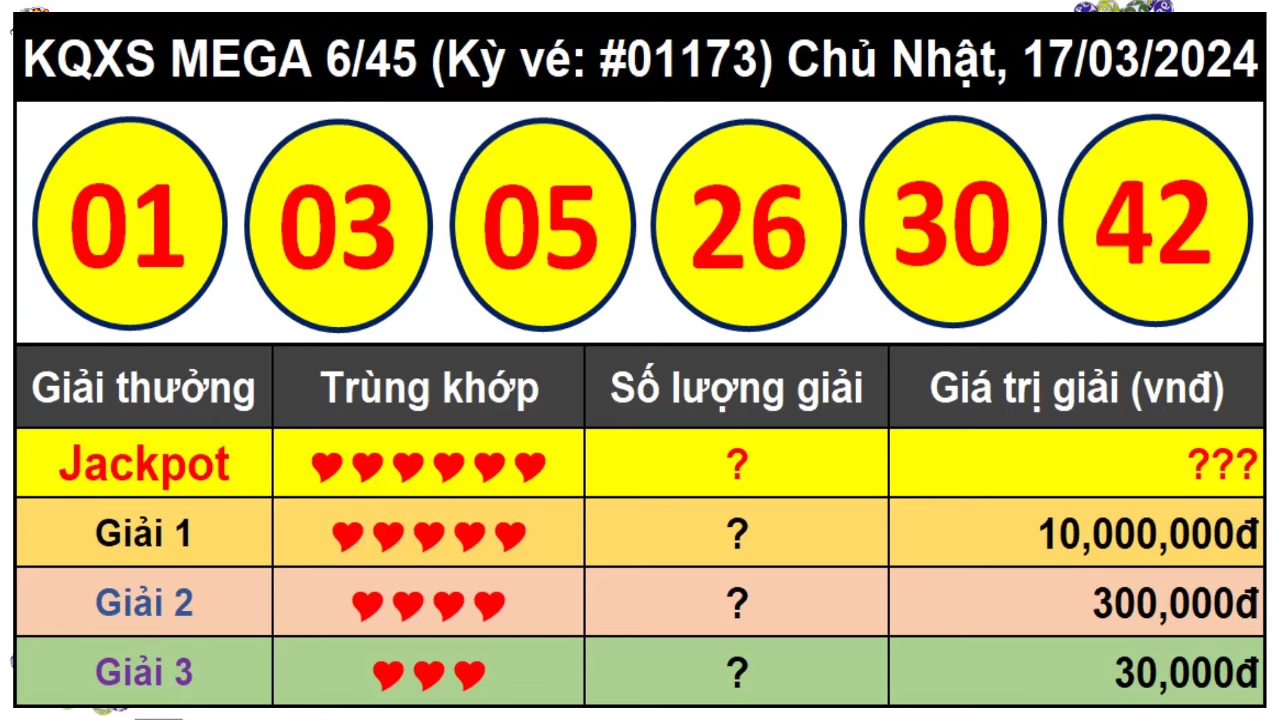 KQXS MEGA 6/45 (Kỳ vé: #01173) Chủ Nhật, 17/03/2024
01 03 05 26 30 42
Giải thưởng Trùng khớp Số lượng giải Giá trị giải (vnđ)
Jackpot ? ???
Giải 1 ? 10,000,000đ
Giải 2 ? 300,000đ
Giải 3 ? 30,000đ